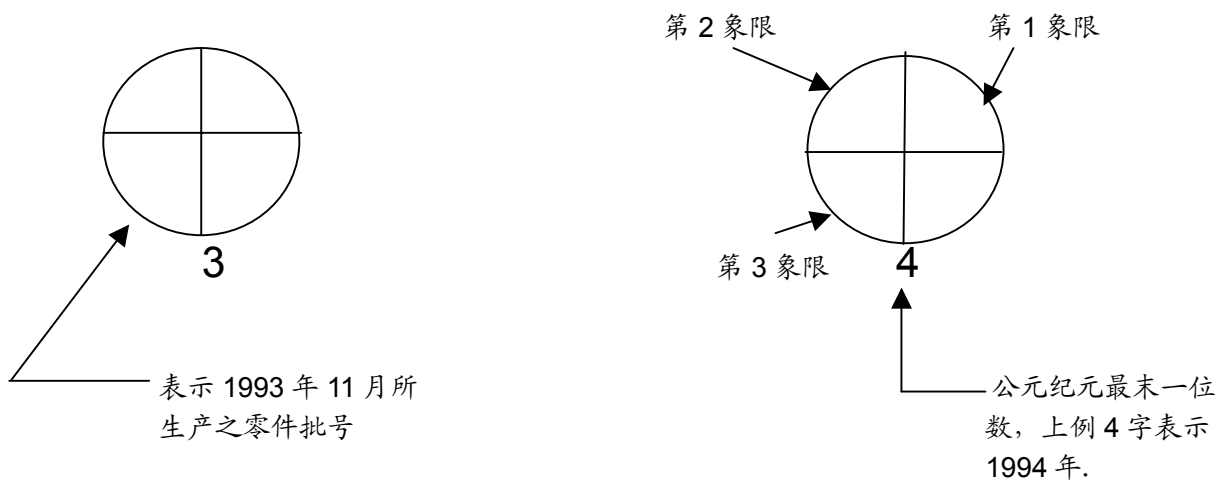 3
表示 1993 年 11 月所
生产之零件批号
第 2 象限
第 1 象限
第 3 象限
4
公元纪元最末一位
数，上例 4 字表示
1994 年.